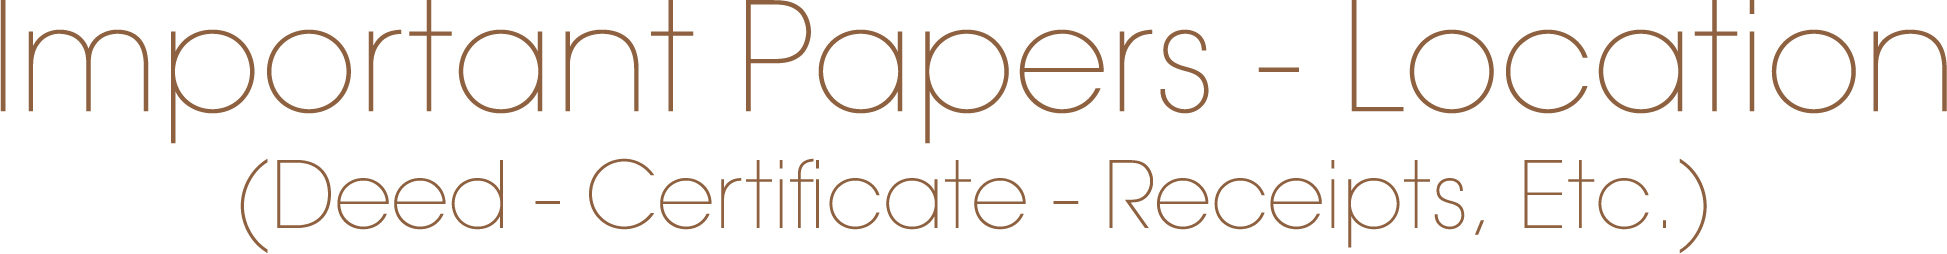 Important Papers - Location
(Deed - Certificate - Receipts, Etc.)